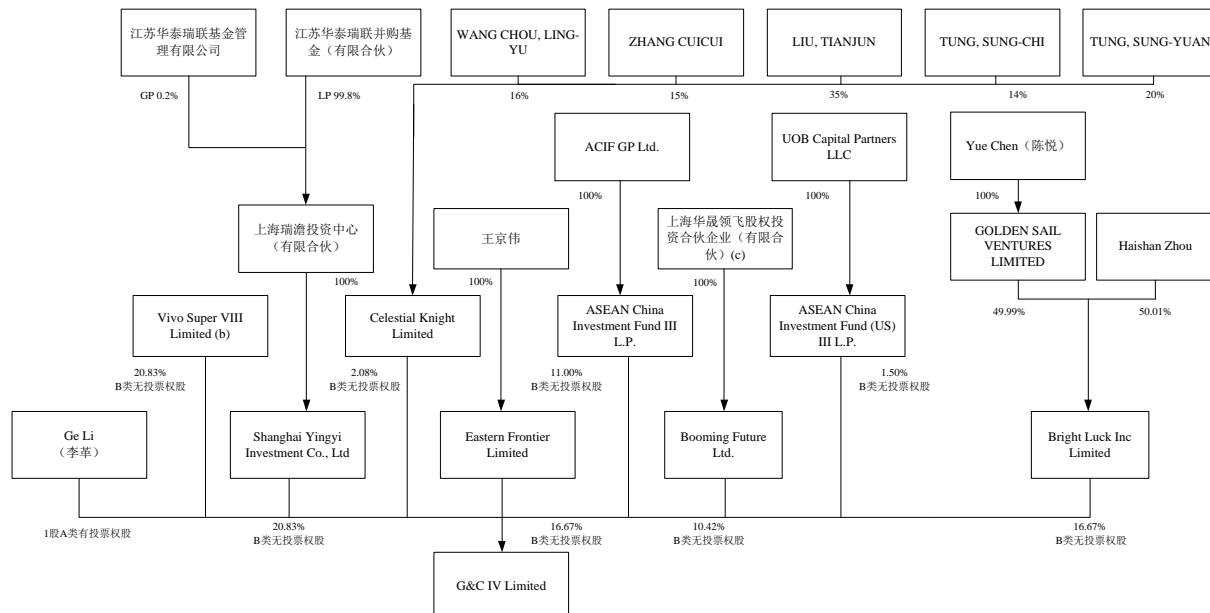 江苏华泰瑞联基金管
理有限公司
江苏华泰瑞联并购基
金（有限合伙）
WANG CHOU, LING-
YU
ZHANG CUICUI
LIU, TIANJUN
TUNG, SUNG-CHI
TUNG, SUNG-YUAN
GP 0.2%
LP 99.8%
16%
15%
35%
14%
20%
ACIF GP Ltd.
UOB Capital Partners
LLC
Yue Chen（陈悦）
100%
100%
100%
上海瑞澹投资中心
（有限合伙）
王京伟
上海华晟领飞股权投
资合伙企业（有限合
伙）(c)
GOLDEN SAIL
VENTURES
LIMITED
Haishan Zhou
100%
100%
100%
Vivo Super VIII
Limited (b)
Celestial Knight
Limited
ASEAN China
Investment Fund III
L.P.
ASEAN China
Investment Fund (US)
III L.P.
49.99%
50.01%
20.83%
B类无投票权股
2.08%
B类无投票权股
11.00%
B类无投票权股
1.50%
B类无投票权股
Ge Li
（李革）
Shanghai Yingyi
Investment Co., Ltd
Eastern Frontier
Limited
Booming Future
Ltd.
Bright Luck Inc
Limited
1股A类有投票权股
20.83%
B类无投票权股
16.67%
B类无投票权股
10.42%
B类无投票权股
16.67%
B类无投票权股
G&C IV Limited